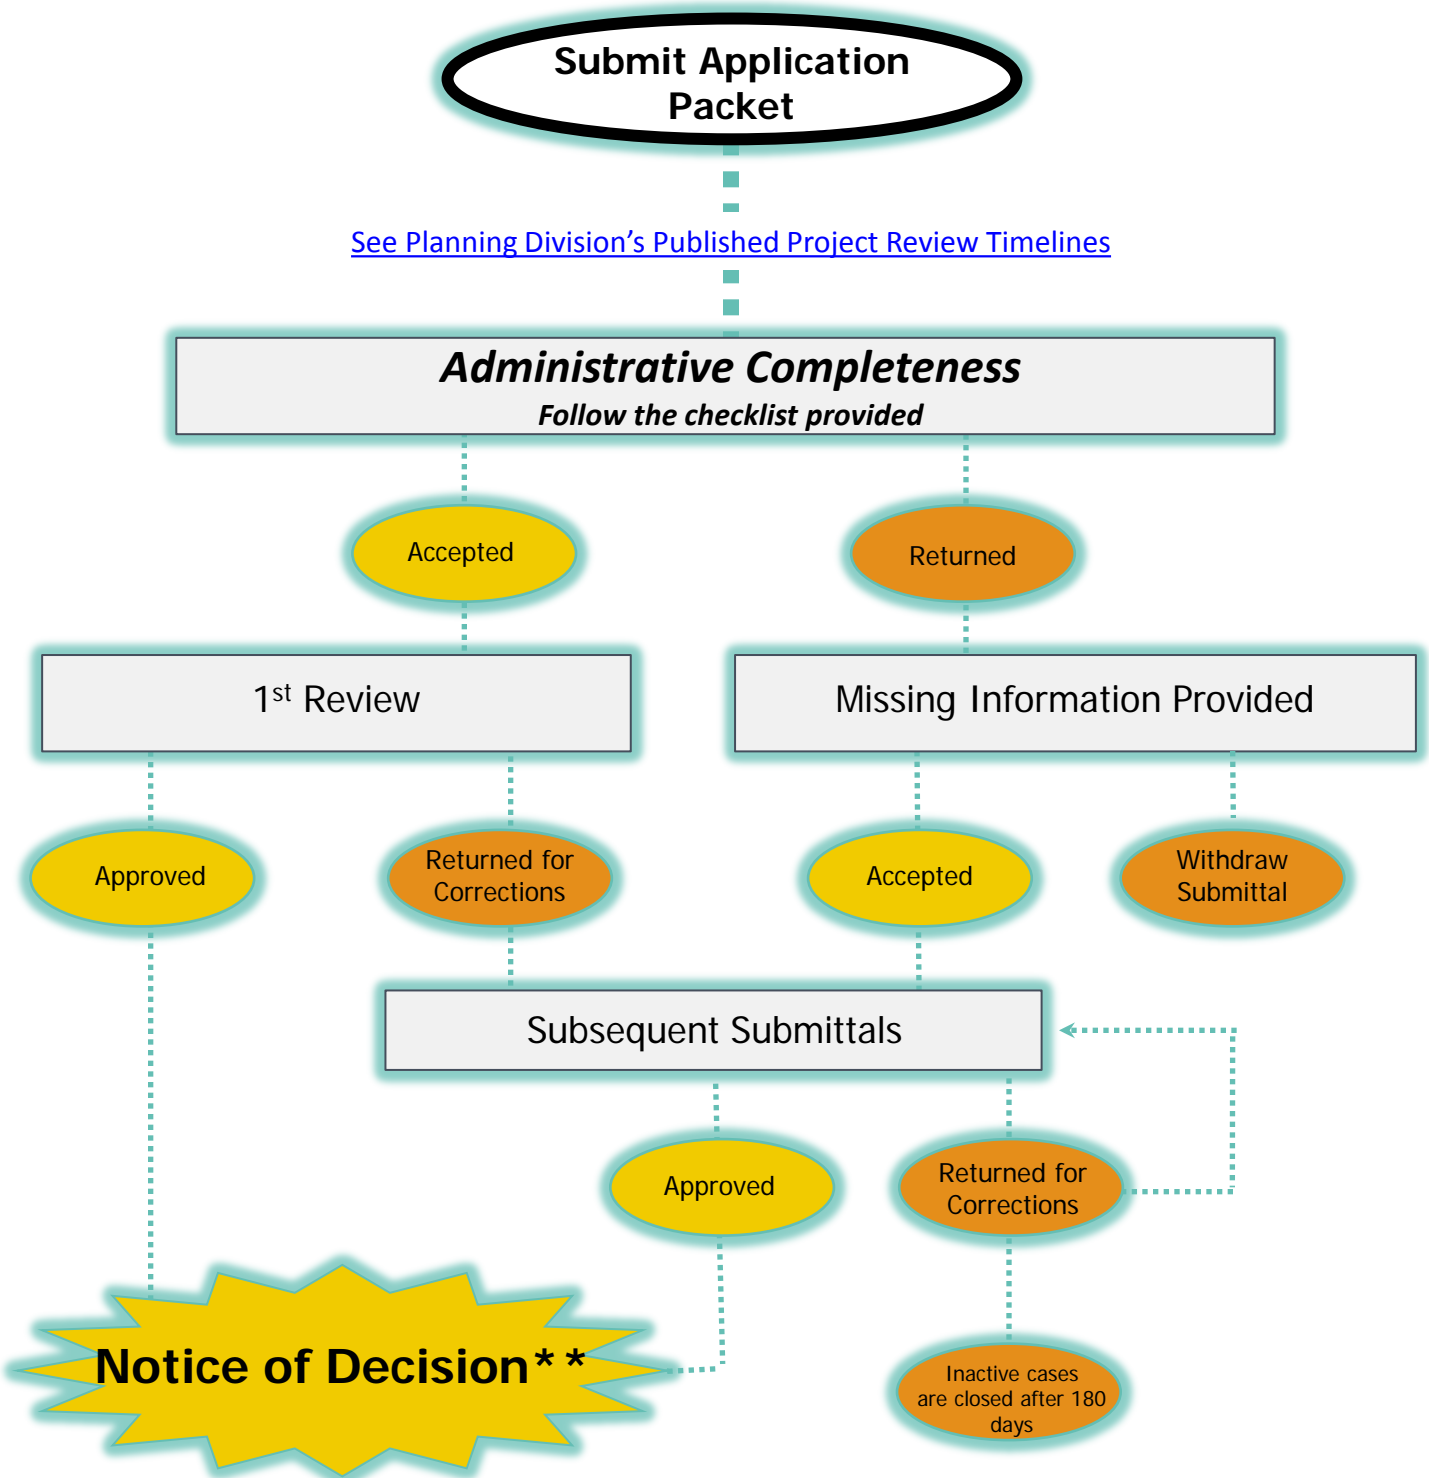 Submit Application
Packet
See Planning Division’s Published Project Review Timelines
Administrative Completeness
Follow the checklist provided
Accepted
Returned
1st Review
Missing Information Provided
Approved
Returned for
Corrections
Accepted
Withdraw
Submittal
Subsequent Submittals
Approved
Returned for
Corrections
Notice of Decision**
Inactive cases
are closed after 180
days